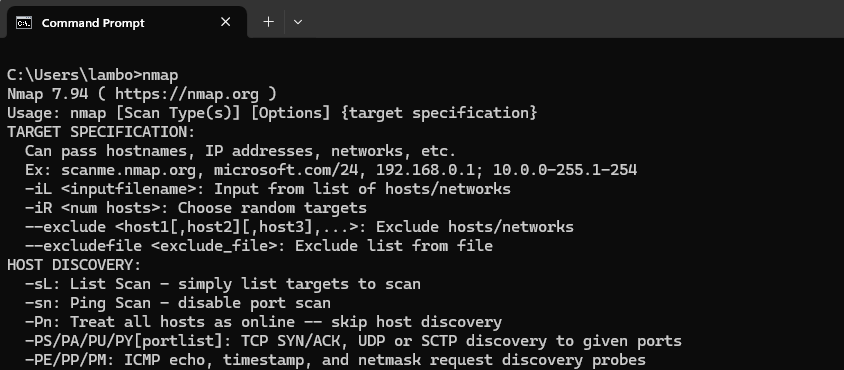 Command Prompt
C:\Users\lambo>nmap
Nmap 7.94 ( https://nmap.org )
Usage: nmap [Scan Type(s)] [Options] {target specification}
TARGET SPECIFICATION:
  Can pass hostnames, IP addresses, networks, etc.
  Ex: scanme.nmap.org, microsoft.com/24, 192.168.0.1; 10.0.0-255.1-254
  -iL <inputfilename>: Input from list of hosts/networks
  -iR <num hosts>: Choose random targets
  --exclude <host1[,host2][,host3],...>: Exclude hosts/networks
  --excludefile <exclude_file>: Exclude list from file
HOST DISCOVERY:
  -sL: List Scan - simply list targets to scan
  -sn: Ping Scan - disable port scan
  -Pn: Treat all hosts as online -- skip host discovery
  -PS/PA/PU/PY[portlist]: TCP SYN/ACK, UDP or SCTP discovery to given ports
  -PE/PP/PM: ICMP echo, timestamp, and netmask request discovery probes